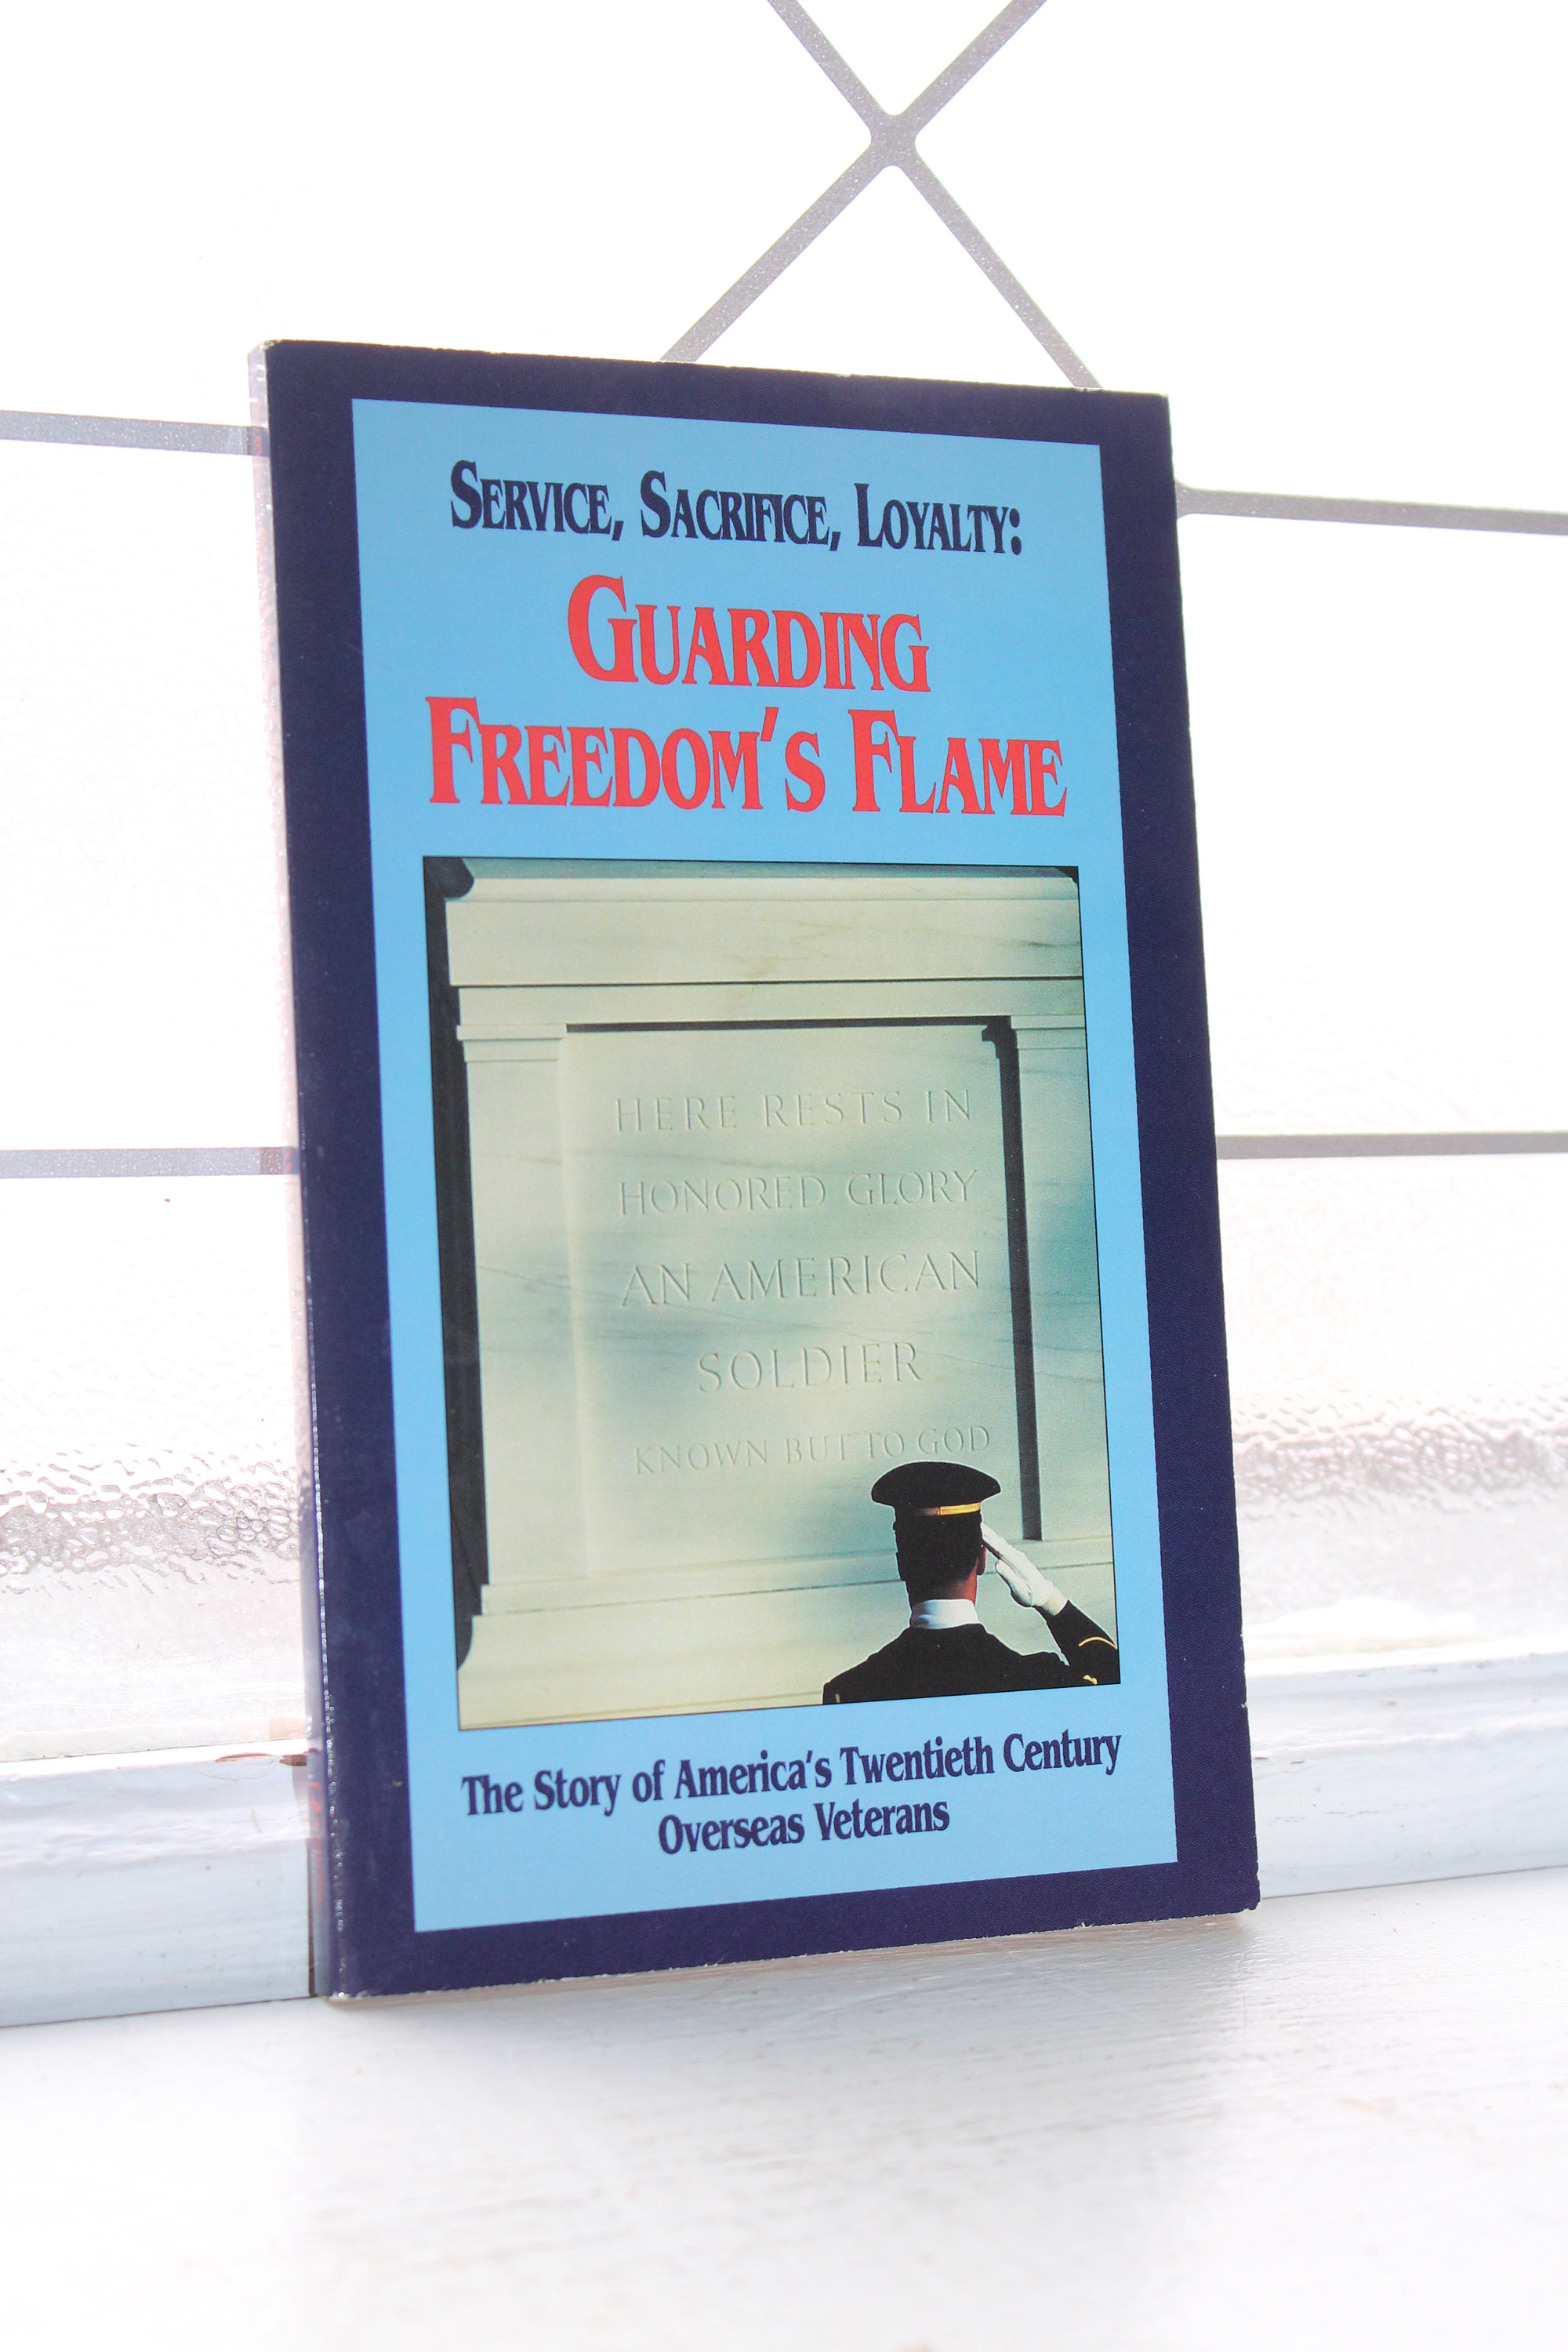 SERVICE, SACRIFICE, LOYALTY:
GUARDING
FREEDOM'S FLAME
HERE RESTS IN
HONORED GLORY
AN AMERICAN
SOLDIER
KNOWN BUT TO GOD
The Story of America's Twentieth Century
Overseas Veterans